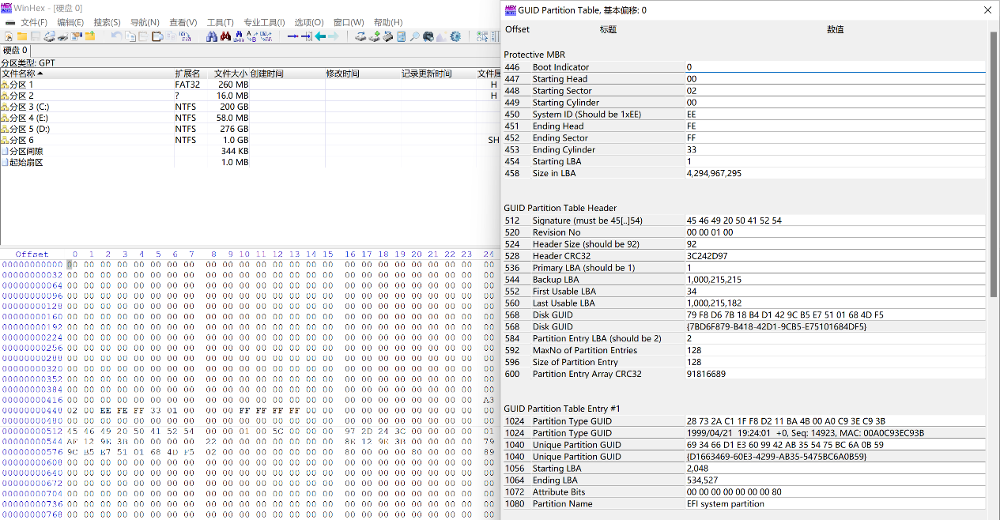 WinHex - [硬盘 0]
文件(F) 编辑(E) 搜索(S) 导航(N) 查看(V) 工具(T) 专业工具(I) 选项(O) 窗口(W) 帮助(H)
硬盘 0
分区类型: GPT
文件名称 扩展名 文件大小 创建时间 修改时间 记录更新时间 文件属
分区 1 FAT32 260 MB H
分区 2 ? 16.0 MB H
分区 3 (C:) NTFS 200 GB
分区 4 (E:) NTFS 58.0 MB
分区 5 (D:) NTFS 276 GB
分区 6 NTFS 1.0 GB SH
分区间隙 344 KB
起始扇区 1.0 MB
Offset 0 1 2 3 4 5 6 7 8 9 10 11 12 13 14 15 16 17 18 19 20 21 22 23 24
00000000000 00 00 00 00 00 00 00 00 00 00 00 00 00 00 00 00 00 00 00 00 00 00 00 00 00
00000000032 00 00 00 00 00 00 00 00 00 00 00 00 00 00 00 00 00 00 00 00 00 00 00 00 00
00000000064 00 00 00 00 00 00 00 00 00 00 00 00 00 00 00 00 00 00 00 00 00 00 00 00 00
00000000096 00 00 00 00 00 00 00 00 00 00 00 00 00 00 00 00 00 00 00 00 00 00 00 00 00
00000000128 00 00 00 00 00 00 00 00 00 00 00 00 00 00 00 00 00 00 00 00 00 00 00 00 00
00000000160 00 00 00 00 00 00 00 00 00 00 00 00 00 00 00 00 00 00 00 00 00 00 00 00 00
00000000192 00 00 00 00 00 00 00 00 00 00 00 00 00 00 00 00 00 00 00 00 00 00 00 00 00
00000000224 00 00 00 00 00 00 00 00 00 00 00 00 00 00 00 00 00 00 00 00 00 00 00 00 00
00000000256 00 00 00 00 00 00 00 00 00 00 00 00 00 00 00 00 00 00 00 00 00 00 00 00 00
00000000288 00 00 00 00 00 00 00 00 00 00 00 00 00 00 00 00 00 00 00 00 00 00 00 00 00
00000000320 00 00 00 00 00 00 00 00 00 00 00 00 00 00 00 00 00 00 00 00 00 00 00 00 00
00000000352 00 00 00 00 00 00 00 00 00 00 00 00 00 00 00 00 00 00 00 00 00 00 00 00 00
00000000384 00 00 00 00 00 00 00 00 00 00 00 00 00 00 00 00 00 00 00 00 00 00 00 00 00
00000000416 00 00 00 00 00 00 00 00 00 00 00 00 00 00 00 00 00 00 00 00 00 00 00 00 A3
00000000448 02 00 EE FE FF 33 01 00 00 00 FF FF FF FF 00 00 00 00 00 00 00 00 00 00 00
00000000480 00 00 00 00 00 00 00 00 00 00 00 00 00 00 00 00 00 00 00 00 00 00 00 00 00
00000000512 45 46 49 20 50 41 52 54 00 00 01 00 5C 00 00 00 97 2D 24 3C 00 00 00 00 01
00000000544 AF 12 9E 3B 00 00 00 00 22 00 00 00 00 00 00 00 8E 12 9E 3B 00 00 00 00 79
00000000576 9C B5 E7 51 01 68 4D F5 02 00 00 00 00 00 00 00 80 00 00 00 80 00 00 00 89
00000000608 00 00 00 00 00 00 00 00 00 00 00 00 00 00 00 00 00 00 00 00 00 00 00 00 00
00000000640 00 00 00 00 00 00 00 00 00 00 00 00 00 00 00 00 00 00 00 00 00 00 00 00 00
00000000672 00 00 00 00 00 00 00 00 00 00 00 00 00 00 00 00 00 00 00 00 00 00 00 00 00
00000000704 00 00 00 00 00 00 00 00 00 00 00 00 00 00 00 00 00 00 00 00 00 00 00 00 00
00000000736 00 00 00 00 00 00 00 00 00 00 00 00 00 00 00 00 00 00 00 00 00 00 00 00 00
00000000768 00 00 00 00 00 00 00 00 00 00 00 00 00 00 00 00 00 00 00 00 00 00 00 00 00
GUID Partition Table, 基本偏移: 0
Offset 标题 数值
Protective MBR
446 Boot Indicator 0
447 Starting Head 00
448 Starting Sector 02
449 Starting Cylinder 00
450 System ID (Should be 1xEE) EE
451 Ending Head FE
452 Ending Sector FF
453 Ending Cylinder 33
454 Starting LBA 1
458 Size in LBA 4,294,967,295
GUID Partition Table Header
512 Signature (must be 45[..]54) 45 46 49 20 50 41 52 54
520 Revision No 00 00 01 00
524 Header Size (should be 92) 92
528 Header CRC32 3C242D97
536 Primary LBA (should be 1) 1
544 Backup LBA 1,000,215,215
552 First Usable LBA 34
560 Last Usable LBA 1,000,215,182
568 Disk GUID 79 F8 D6 7B 18 B4 D1 42 9C B5 E7 51 01 68 4D F5
568 Disk GUID {7BD6F879-B418-42D1-9CB5-E75101684DF5}
584 Partition Entry LBA (should be 2) 2
592 MaxNo of Partition Entries 128
596 Size of Partition Entry 128
600 Partition Entry Array CRC32 91816689
GUID Partition Table Entry #1
1024 Partition Type GUID 28 73 2A C1 1F F8 D2 11 BA 4B 00 A0 C9 3E C9 3B
1024 Partition Type GUID 1999/04/21 19:24:01 +0, Seq: 14923, MAC: 00A0C93EC93B
1040 Unique Partition GUID 69 34 66 D1 E3 60 99 42 AB 35 54 75 BC 6A 0B 59
1040 Unique Partition GUID {D1663469-60E3-4299-AB35-5475BC6A0B59}
1056 Starting LBA 2,048
1064 Ending LBA 534,527
1072 Attribute Bits 00 00 00 00 00 00 00 80
1080 Partition Name EFI system partition